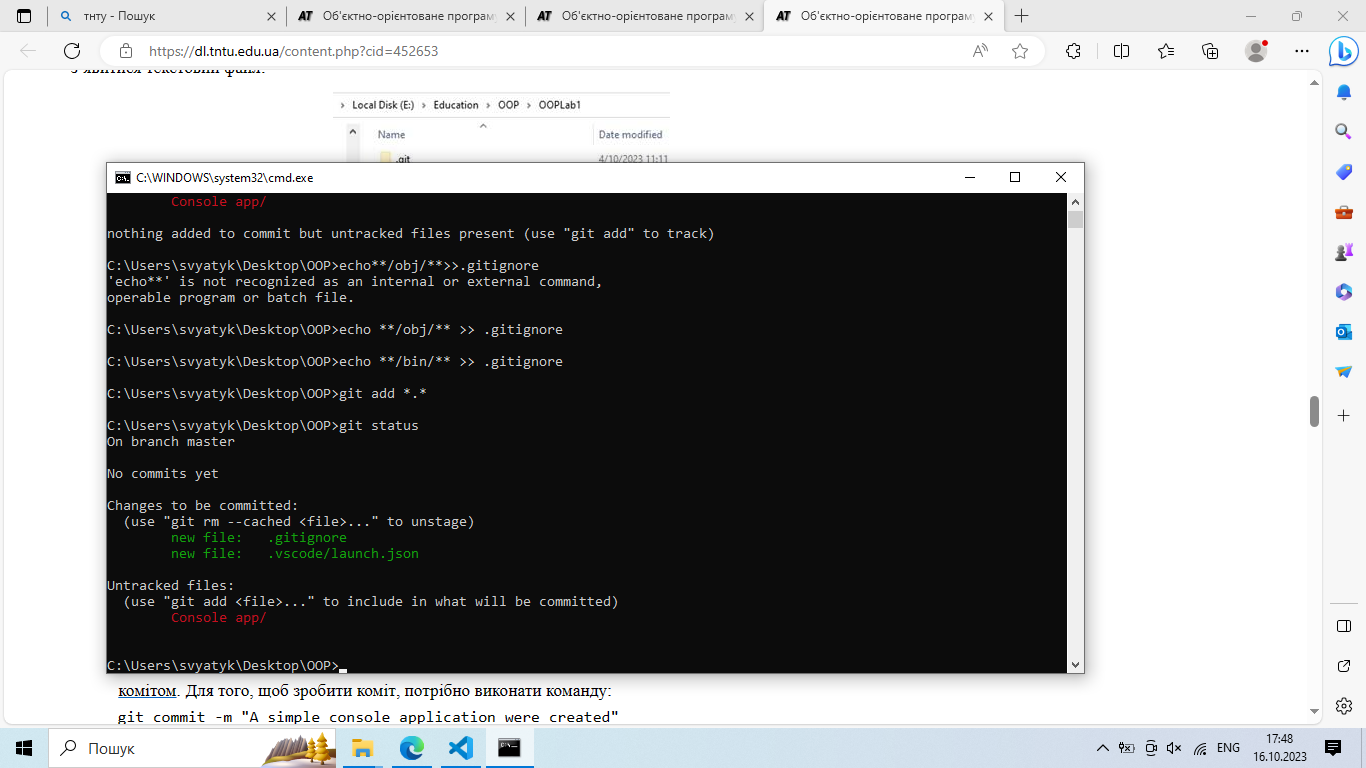 тнту - Пошук
Об'єктно-орієнтоване програму
Об'єктно-орієнтоване програму
Об'єктно-орієнтоване програму
https://dl.tntu.edu.ua/content.php?cid=452653
з'явитися текстовий файл.
Local Disk (E:) > Education > OOP > OOPLab1
Name
Date modified
.git
4/10/2023 11:11
C:\WINDOWS\system32\cmd.exe
Console app/
nothing added to commit but untracked files present (use "git add" to track)
C:\Users\svyatyk\Desktop\OOP>echo**/obj/**>>.gitignore
'echo**' is not recognized as an internal or external command,
operable program or batch file.
C:\Users\svyatyk\Desktop\OOP>echo **/obj/** >> .gitignore
C:\Users\svyatyk\Desktop\OOP>echo **/bin/** >> .gitignore
C:\Users\svyatyk\Desktop\OOP>git add *.*
C:\Users\svyatyk\Desktop\OOP>git status
On branch master
No commits yet
Changes to be committed:
(use "git rm --cached <file>..." to unstage)
new file:   .gitignore
new file:   .vscode/launch.json
Untracked files:
(use "git add <file>..." to include in what will be committed)
Console app/
C:\Users\svyatyk\Desktop\OOP>
комітом. Для того, щоб зробити коміт, потрібно виконати команду:
git commit -m "A simple console application were created"
Пошук
ENG
17:48
16.10.2023